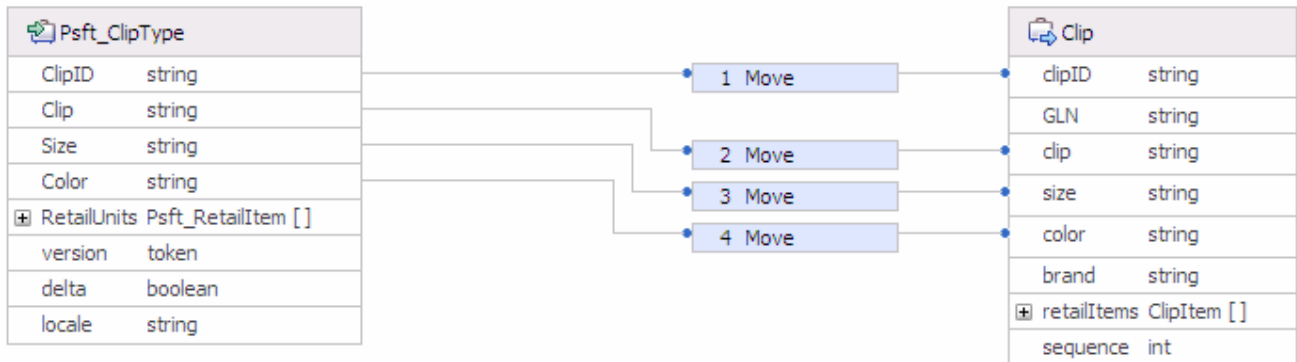 Psft_ClipType
ClipID string
Clip string
Size string
Color string
RetailUnits Psft_RetailItem [ ]
version token
delta boolean
locale string
1 Move
2 Move
3 Move
4 Move
Clip
clipID string
GLN string
clip string
size string
color string
brand string
retailItems ClipItem [ ]
sequence int